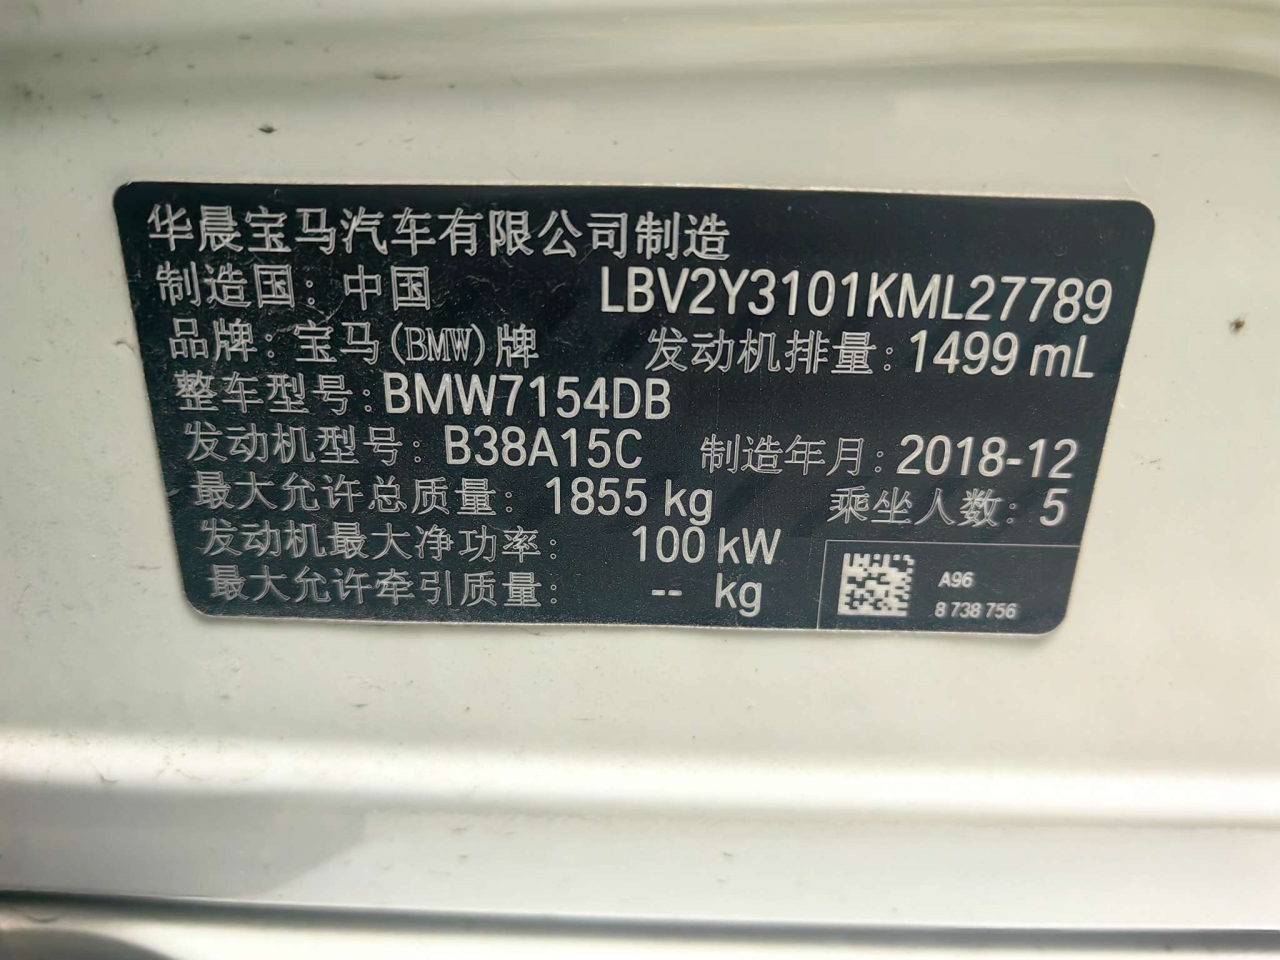 华晨宝马汽车有限公司制造
制造国: 中国 LBV2Y3101KML27789
品牌: 宝马(BMW)牌 发动机排量: 1499 mL
整车型号: BMW7154DB
发动机型号: B38A15C 制造年月: 2018-12
最大允许总质量: 1855 kg 乘坐人数: 5
发动机最大净功率: 100 kW
最大允许牵引质量: -- kg
A96
8 738 756